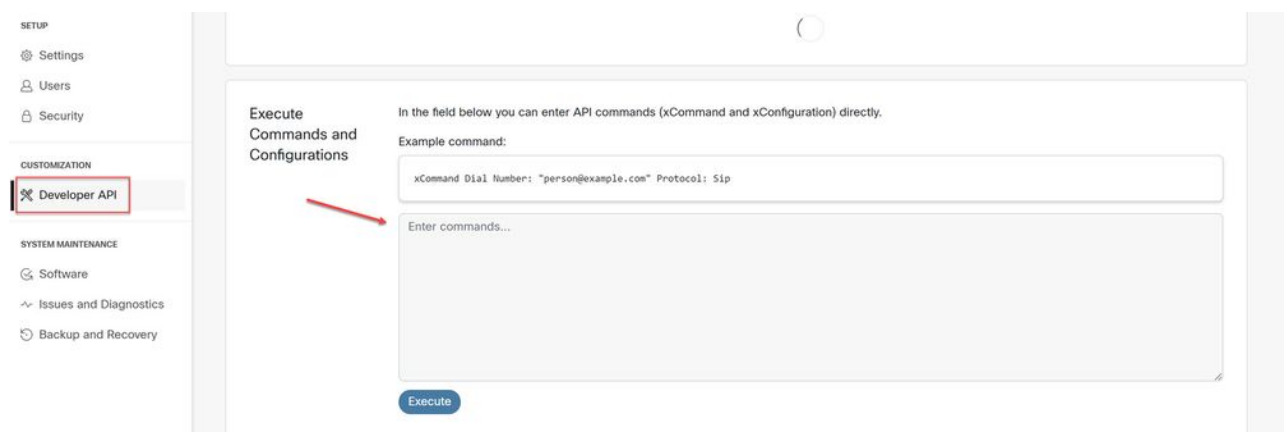 SETUP
Settings
Users
Security
CUSTOMIZATION
Developer API
SYSTEM MAINTENANCE
Software
Issues and Diagnostics
Backup and Recovery
Execute
Commands and
Configurations
In the field below you can enter API commands (xCommand and xConfiguration) directly.
Example command:
xCommand Dial Number: "person@example.com" Protocol: Sip
Enter commands...
Execute